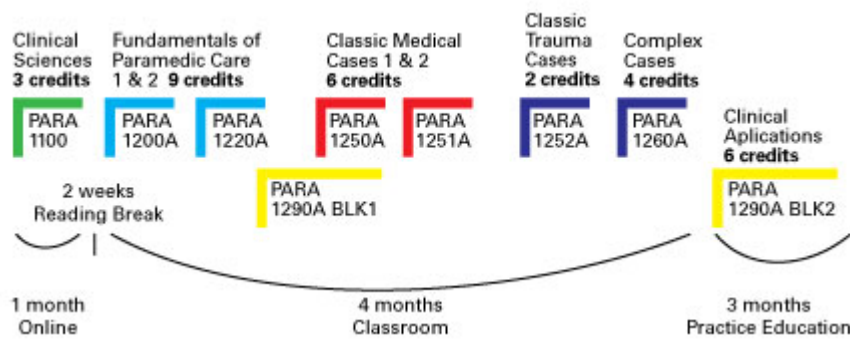 Clinical
Sciences
3 credits
Fundamentals of
Paramedic Care
1 & 2 9 credits
Classic Medical
Cases 1 & 2
6 credits
Classic
Trauma
Cases
2 credits
Complex
Cases
4 credits
PARA
1100
PARA
1200A
PARA
1220A
PARA
1250A
PARA
1251A
PARA
1252A
PARA
1260A
Clinical
Aplications
6 credits
2 weeks
Reading Break
PARA
1290A BLK1
PARA
1290A BLK2
1 month
Online
4 months
Classroom
3 months
Practice Education